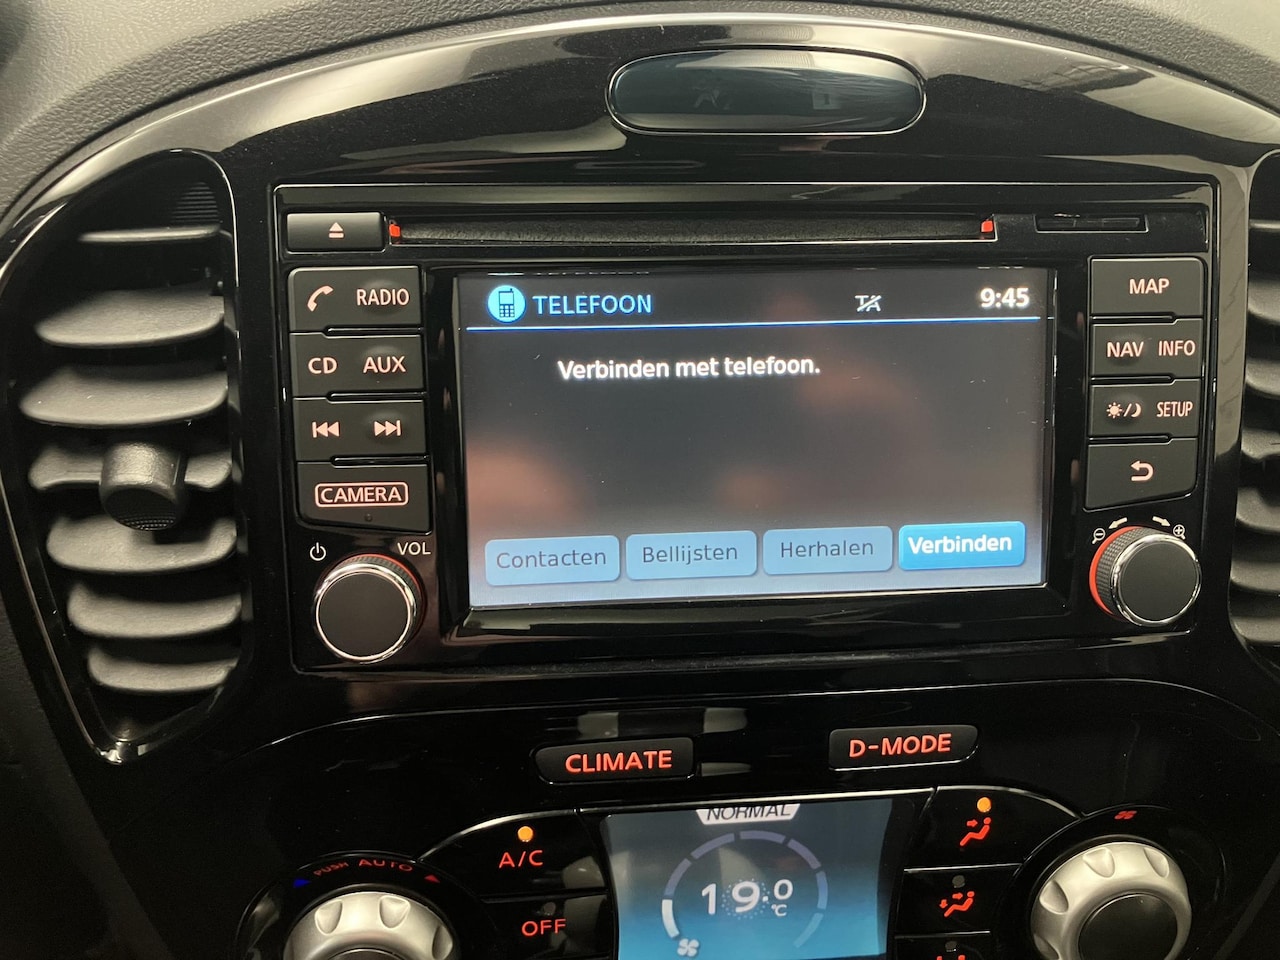 RADIO
CD AUX
CAMERA
VOL
TELEFOON TA 9:45
Verbinden met telefoon.
Contacten Bellijsten Herhalen Verbinden
MAP
NAV INFO
SETUP
CLIMATE
D-MODE
NORMAL
19.0 °C
PUSH AUTO
A/C
OFF